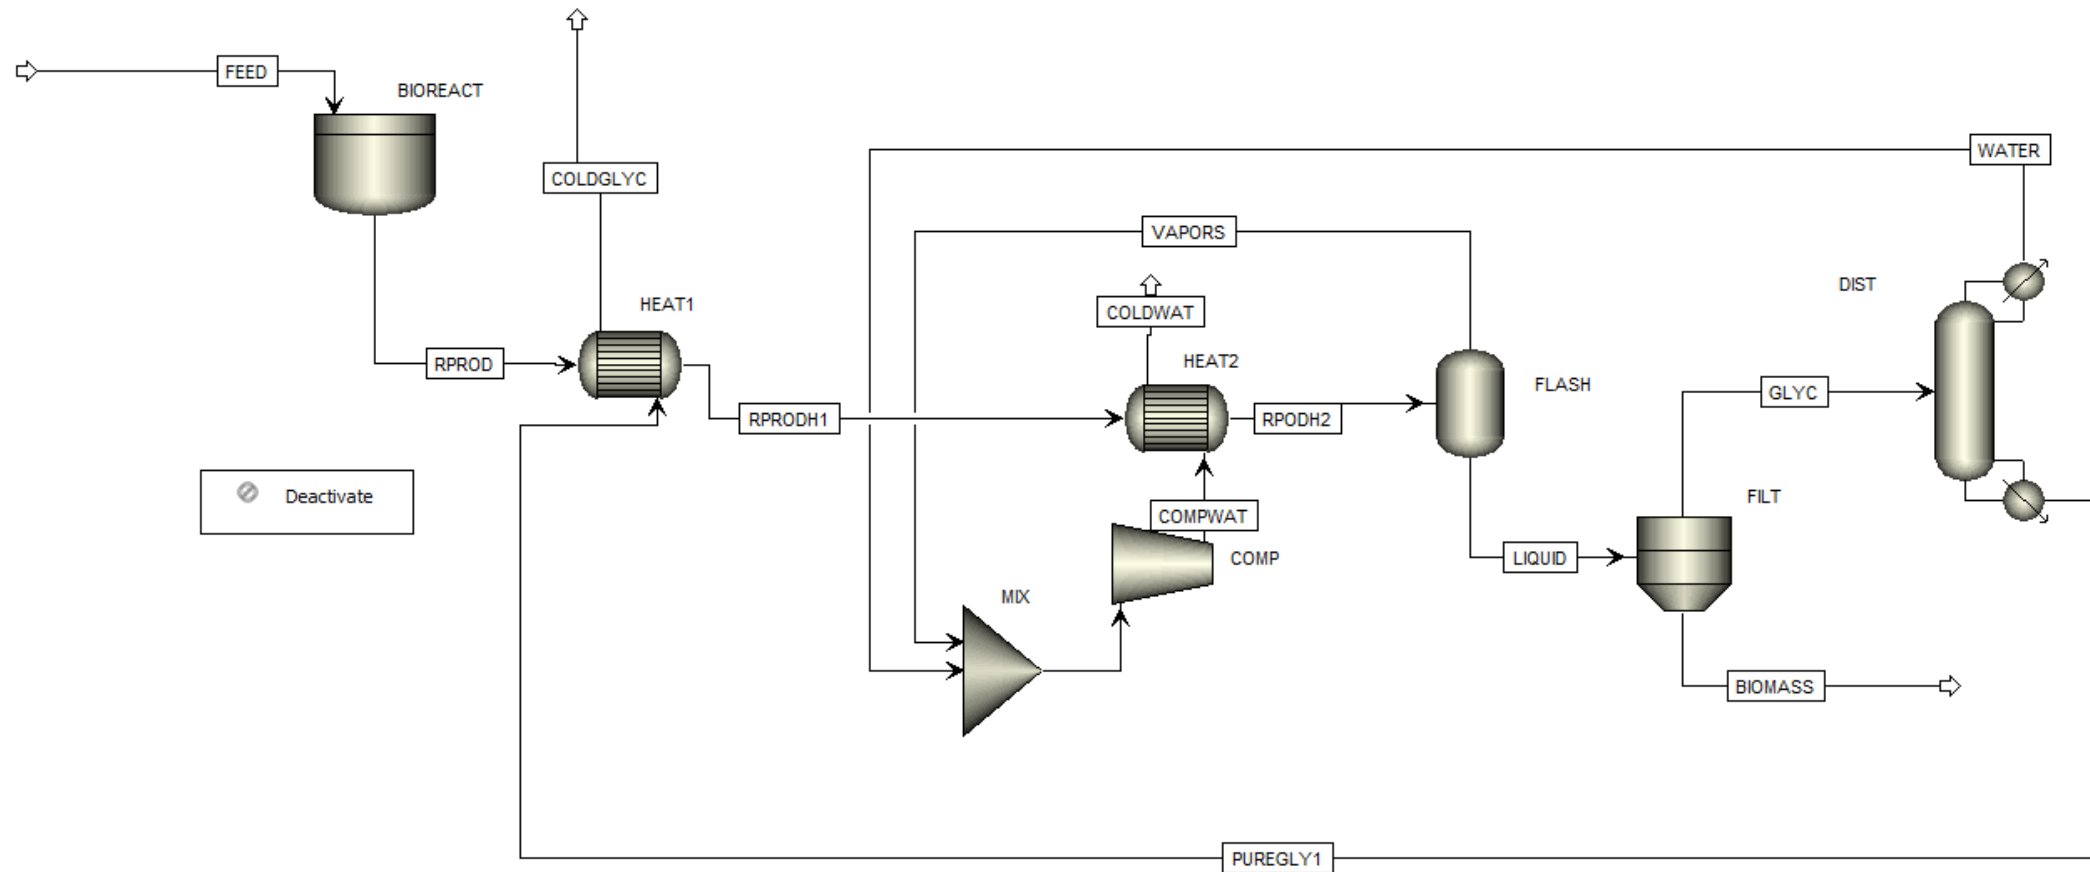 FEED
BIOREACT
WATER
COLDGLYC
VAPORS
DIST
HEAT1
COLDWAT
HEAT2
RPROD
FLASH
GLYC
RPRODH1
RPODH2
Deactivate
FILT
COMPWAT
COMP
LIQUID
MIX
BIOMASS
PUREGLY1